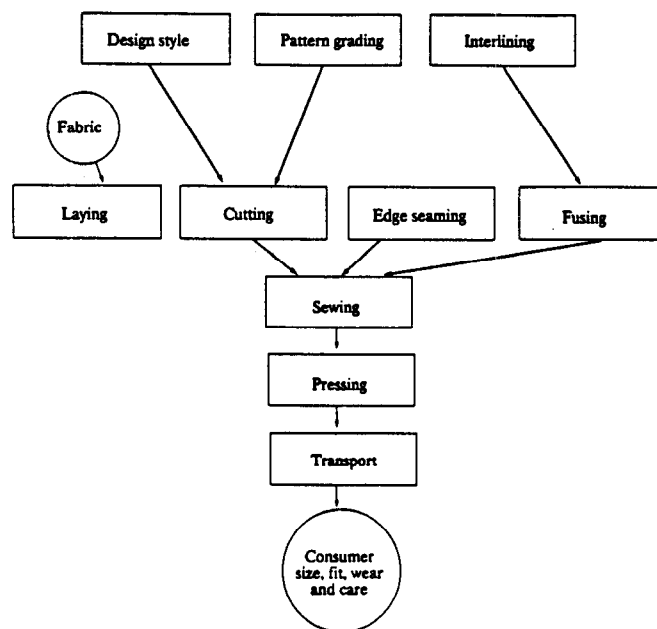 Design style
Pattern grading
Interlining
Fabric
Laying
Cutting
Edge seaming
Fusing
Sewing
Pressing
Transport
Consumer
size, fit, wear
and care